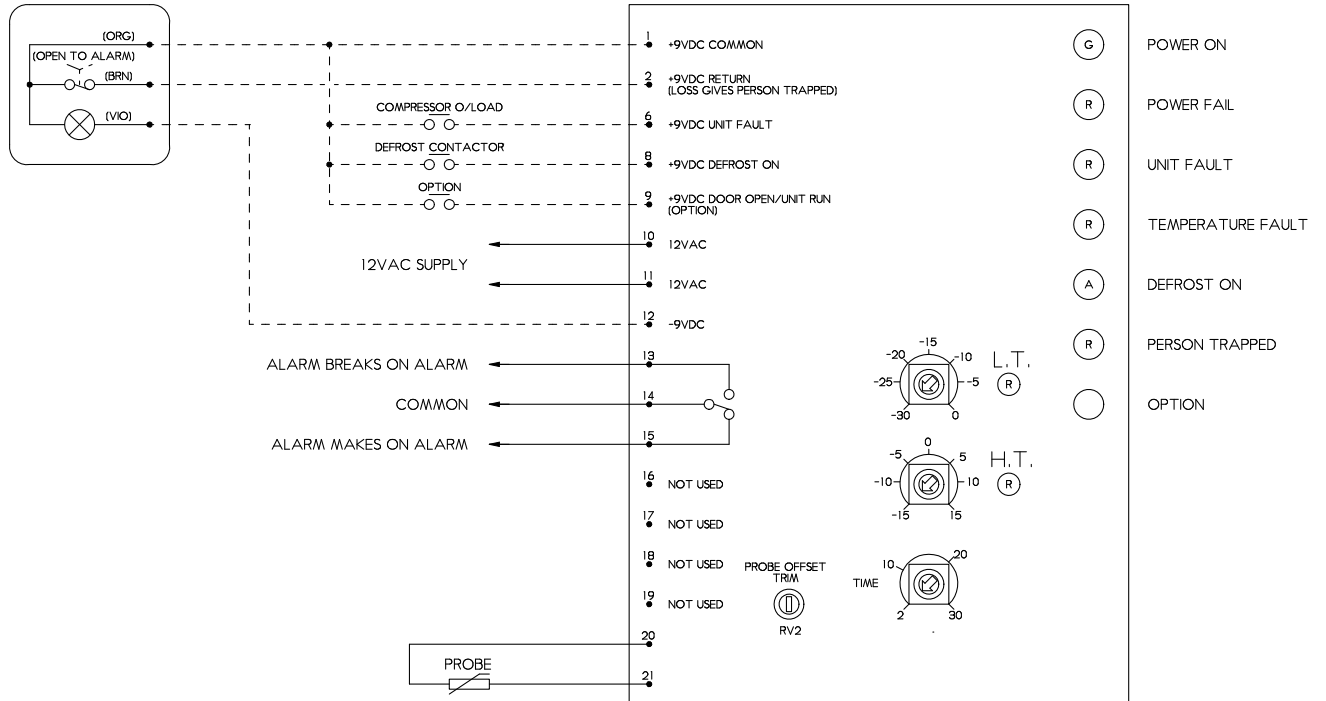 (ORG)
(OPEN TO ALARM)
(BRN)
(VIO)
COMPRESSOR O/LOAD
DEFROST CONTACTOR
OPTION
12VAC SUPPLY
ALARM BREAKS ON ALARM
COMMON
ALARM MAKES ON ALARM
PROBE
1 +9VDC COMMON
2 +9VDC RETURN
(LOSS GIVES PERSON TRAPPED)
6 +9VDC UNIT FAULT
8 +9VDC DEFROST ON
9 +9VDC DOOR OPEN/UNIT RUN
(OPTION)
10 12VAC
11 12VAC
12 -9VDC
13
14
15
16 NOT USED
17 NOT USED
18 NOT USED
19 NOT USED
20
21
PROBE OFFSET
TRIM
RV2
-15
-20 -10
-25 -5
-30 0
L.T.
R
0
-5 5
-10 10
-15 15
H.T.
R
TIME
10 20
2 30
G POWER ON
R POWER FAIL
R UNIT FAULT
R TEMPERATURE FAULT
A DEFROST ON
R PERSON TRAPPED
OPTION